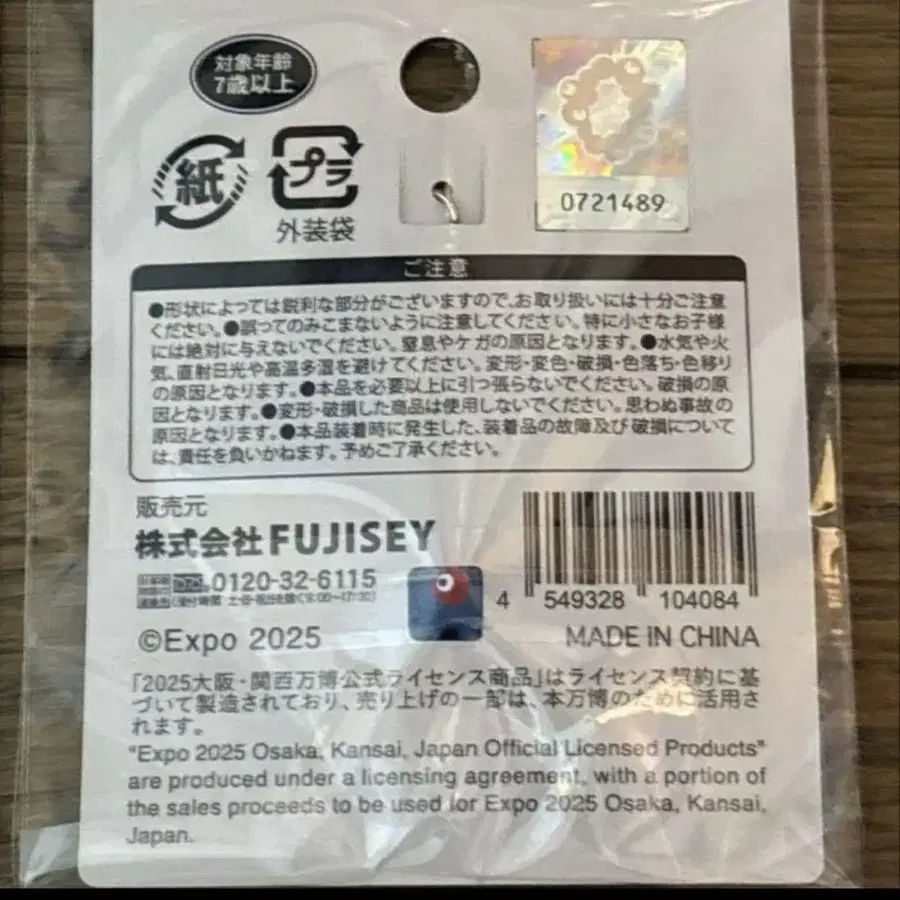 対象年齢
7歳以上
紙
プラ
外装袋
0721489
ご注意
●形状によっては鋭利な部分がございますので、お取り扱いには十分ご注意
ください。●誤ってのみこまないように注意してください。特に小さなお子様
には絶対に与えないでください。窒息やケガの原因となります。●水気や火
気、直射日光や高温多湿を避けてください。変形・変色・破損・色落ち・色移り
の原因となります。●本品を必要以上に引っ張らないでください。破損の原
因となります。●変形・破損した商品は使用しないでください。思わぬ事故の
原因となります。●本品装着時に発生した、装着品の故障及び破損について
は、責任を負いかねます。予めご了承ください。
販売元
株式会社FUJISEY
0120-32-6115
4 549328 104084
©Expo 2025
MADE IN CHINA
「2025大阪・関西万博公式ライセンス商品」はライセンス契約に基
づいて製造されており、売り上げの一部は、本万博のために活用さ
れます。
"Expo 2025 Osaka, Kansai, Japan Official Licensed Products"
are produced under a licensing agreement, with a portion of
the sales proceeds to be used for Expo 2025 Osaka, Kansai,
Japan.